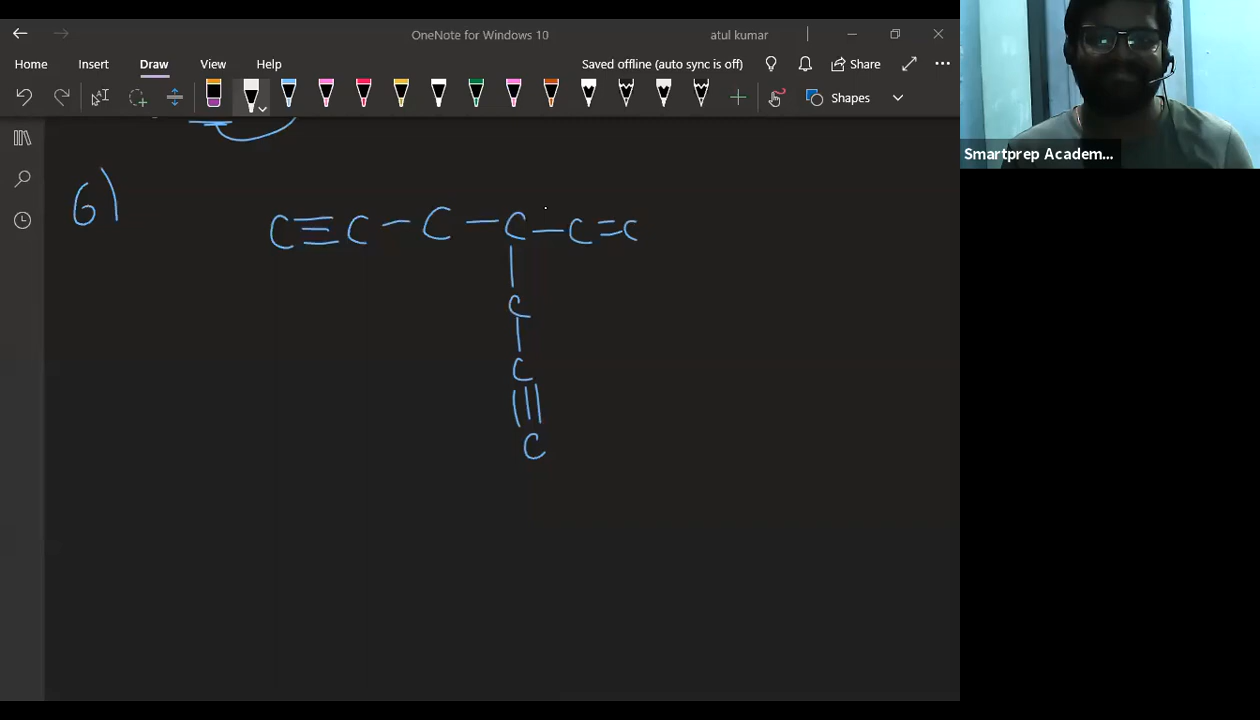 OneNote for Windows 10
atul kumar
Home Insert Draw View Help Saved offline (auto sync is off) Share
Shapes
Smartprep Academ...
6)
C≡C-C-C-C=C
|
C
|
C
|||
C